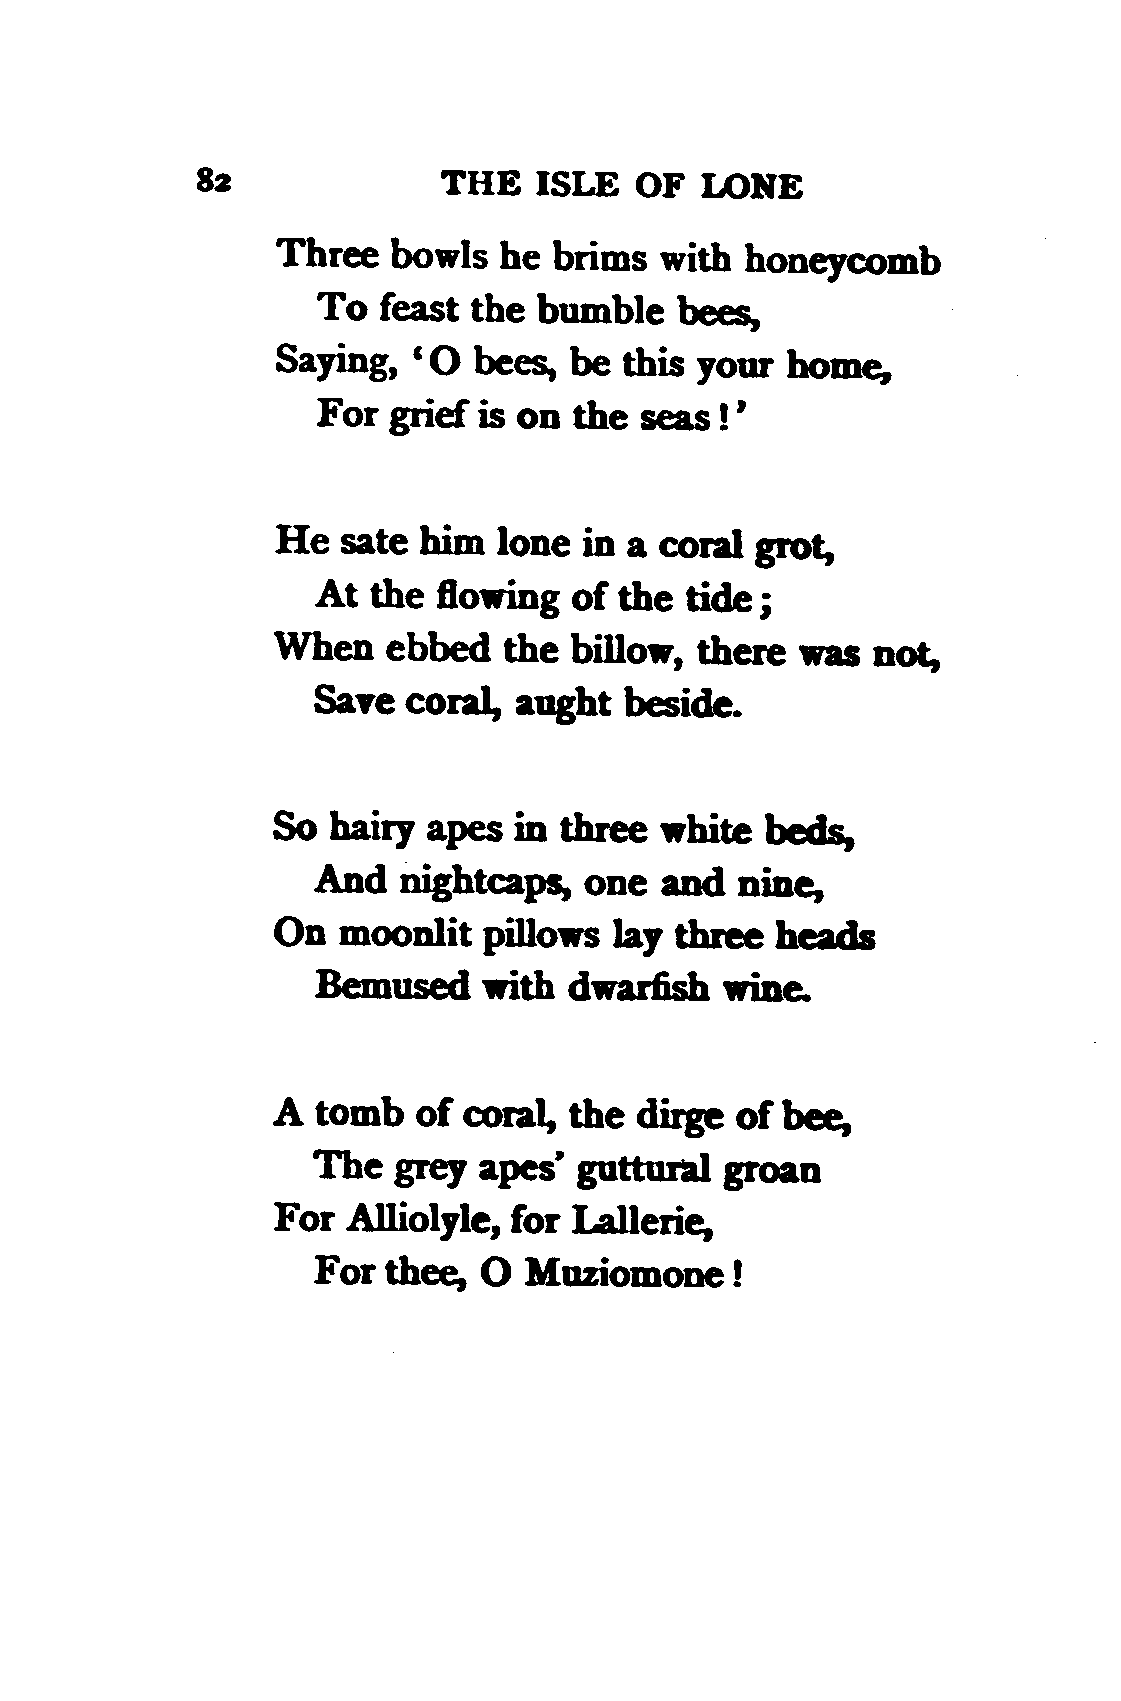 82 THE ISLE OF LONE
Three bowls he brims with honeycomb
To feast the bumble bees,
Saying, ‘O bees, be this your home,
For grief is on the seas!’
He sate him lone in a coral grot,
At the flowing of the tide;
When ebbed the billow, there was not,
Save coral, aught beside.
So hairy apes in three white beds,
And nightcaps, one and nine,
On moonlit pillows lay three heads
Bemused with dwarfish wine.
A tomb of coral, the dirge of bee,
The grey apes’ guttural groan
For Alliolyle, for Lallerie,
For thee, O Muziomone!